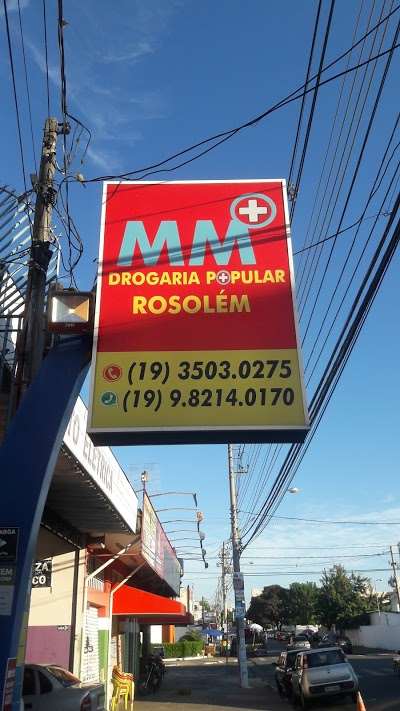 MM
DROGARIA POPULAR
ROSOLÉM
(19) 3503.0275
(19) 9.8214.0170